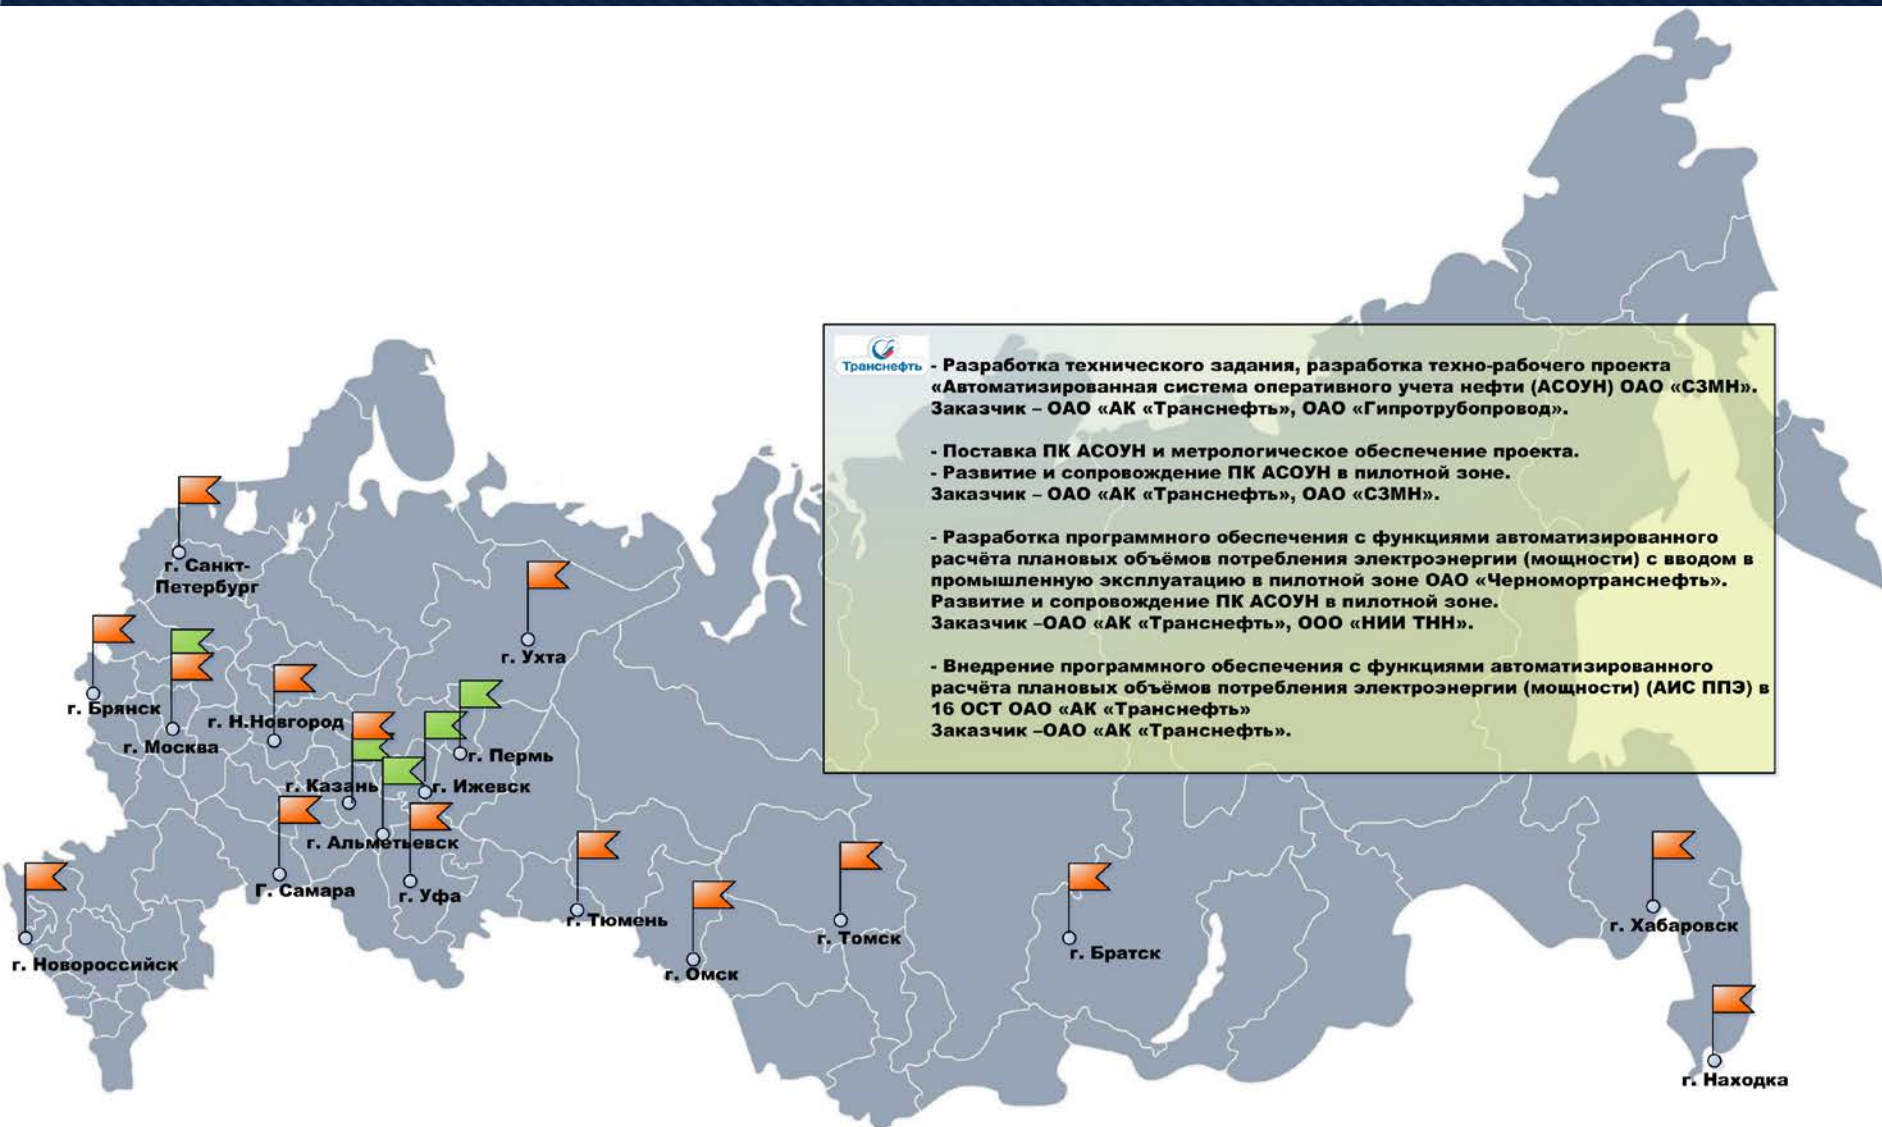 Транснефть
- Разработка технического задания, разработка техно-рабочего проекта
«Автоматизированная система оперативного учета нефти (АСОУН) ОАО «СЗМН».
Заказчик – ОАО «АК «Транснефть», ОАО «Гипротрубопровод».
- Поставка ПК АСОУН и метрологическое обеспечение проекта.
- Развитие и сопровождение ПК АСОУН в пилотной зоне.
Заказчик – ОАО «АК «Транснефть», ОАО «СЗМН».
- Разработка программного обеспечения с функциями автоматизированного
расчёта плановых объёмов потребления электроэнергии (мощности) с вводом в
промышленную эксплуатацию в пилотной зоне ОАО «Черномортранснефть».
Развитие и сопровождение ПК АСОУН в пилотной зоне.
Заказчик –ОАО «АК «Транснефть», ООО «НИИ ТНН».
- Внедрение программного обеспечения с функциями автоматизированного
расчёта плановых объёмов потребления электроэнергии (мощности) (АИС ППЭ) в
16 ОСТ ОАО «АК «Транснефть»
Заказчик –ОАО «АК «Транснефть».
г. Санкт-
Петербург
г. Ухта
г. Брянск
г. Н.Новгород
г. Москва
г. Пермь
г. Казань
г. Ижевск
г. Альметьевск
Г. Самара
г. Уфа
г. Тюмень
г. Томск
г. Хабаровск
г. Братск
г. Новороссийск
г. Омск
г. Находка